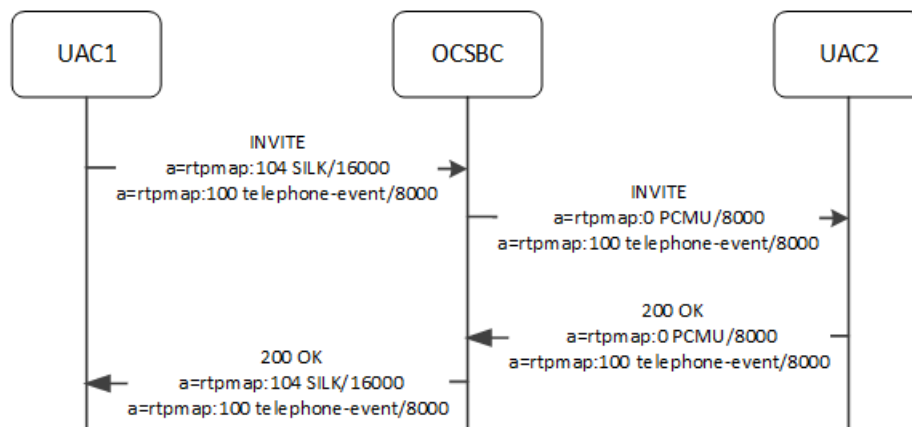 UAC1
OCSBC
UAC2
INVITE
a=rtpmap:104 SILK/16000
a=rtpmap:100 telephone-event/8000
INVITE
a=rtpmap:0 PCMU/8000
a=rtpmap:100 telephone-event/8000
200 OK
a=rtpmap:0 PCMU/8000
a=rtpmap:100 telephone-event/8000
200 OK
a=rtpmap:104 SILK/16000
a=rtpmap:100 telephone-event/8000